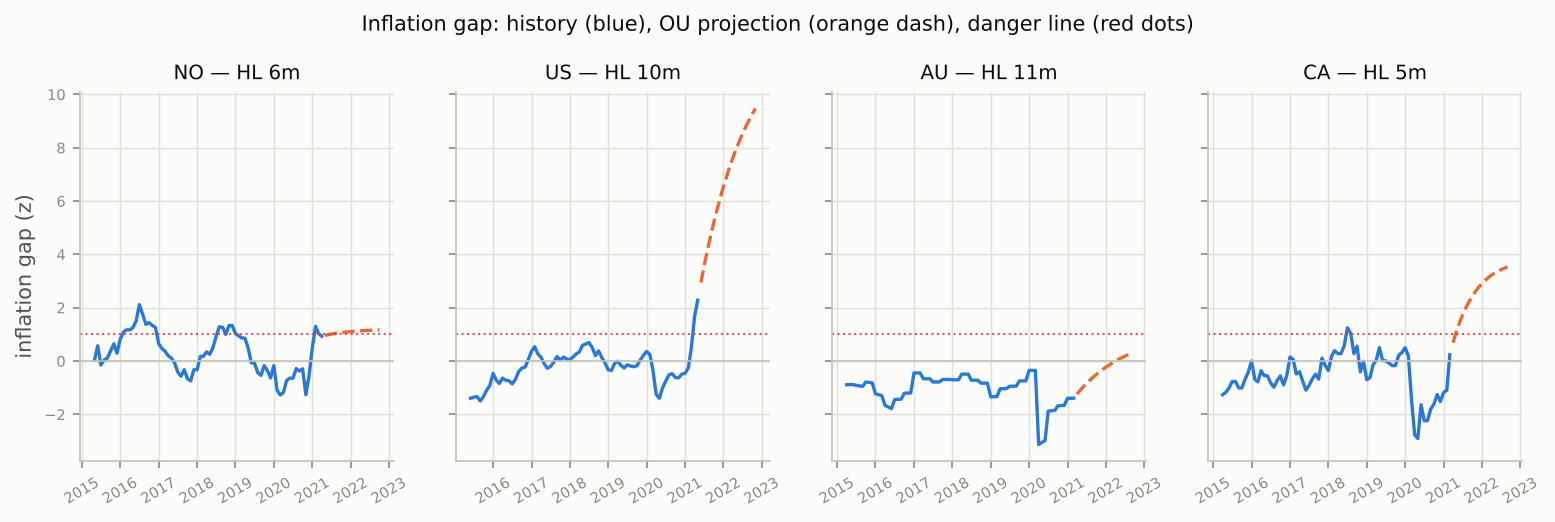 Inflation gap: history (blue), OU projection (orange dash), danger line (red dots)
NO — HL 6m
US — HL 10m
AU — HL 11m
CA — HL 5m
inflation gap (z)
10
8
6
4
2
0
−2
2015 2016 2017 2018 2019 2020 2021 2022 2023
2016 2017 2018 2019 2020 2021 2022 2023
2015 2016 2017 2018 2019 2020 2021 2022 2023
2015 2016 2017 2018 2019 2020 2021 2022 2023